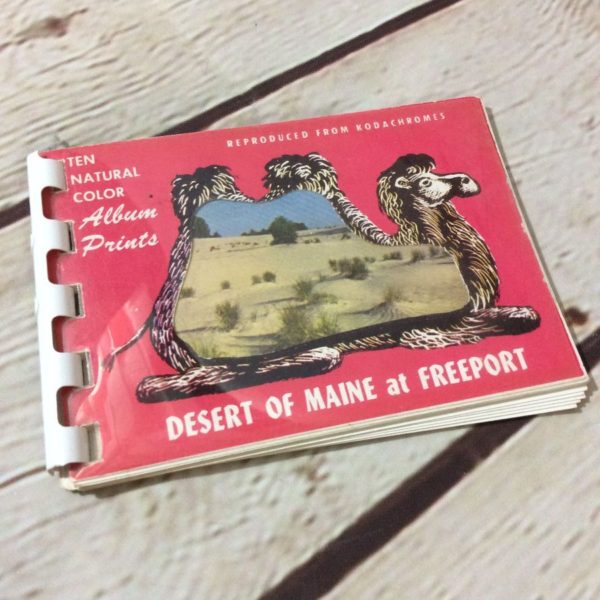 REPRODUCED FROM KODACHROMES
TEN
NATURAL
COLOR
Album
Prints
DESERT OF MAINE at FREEPORT